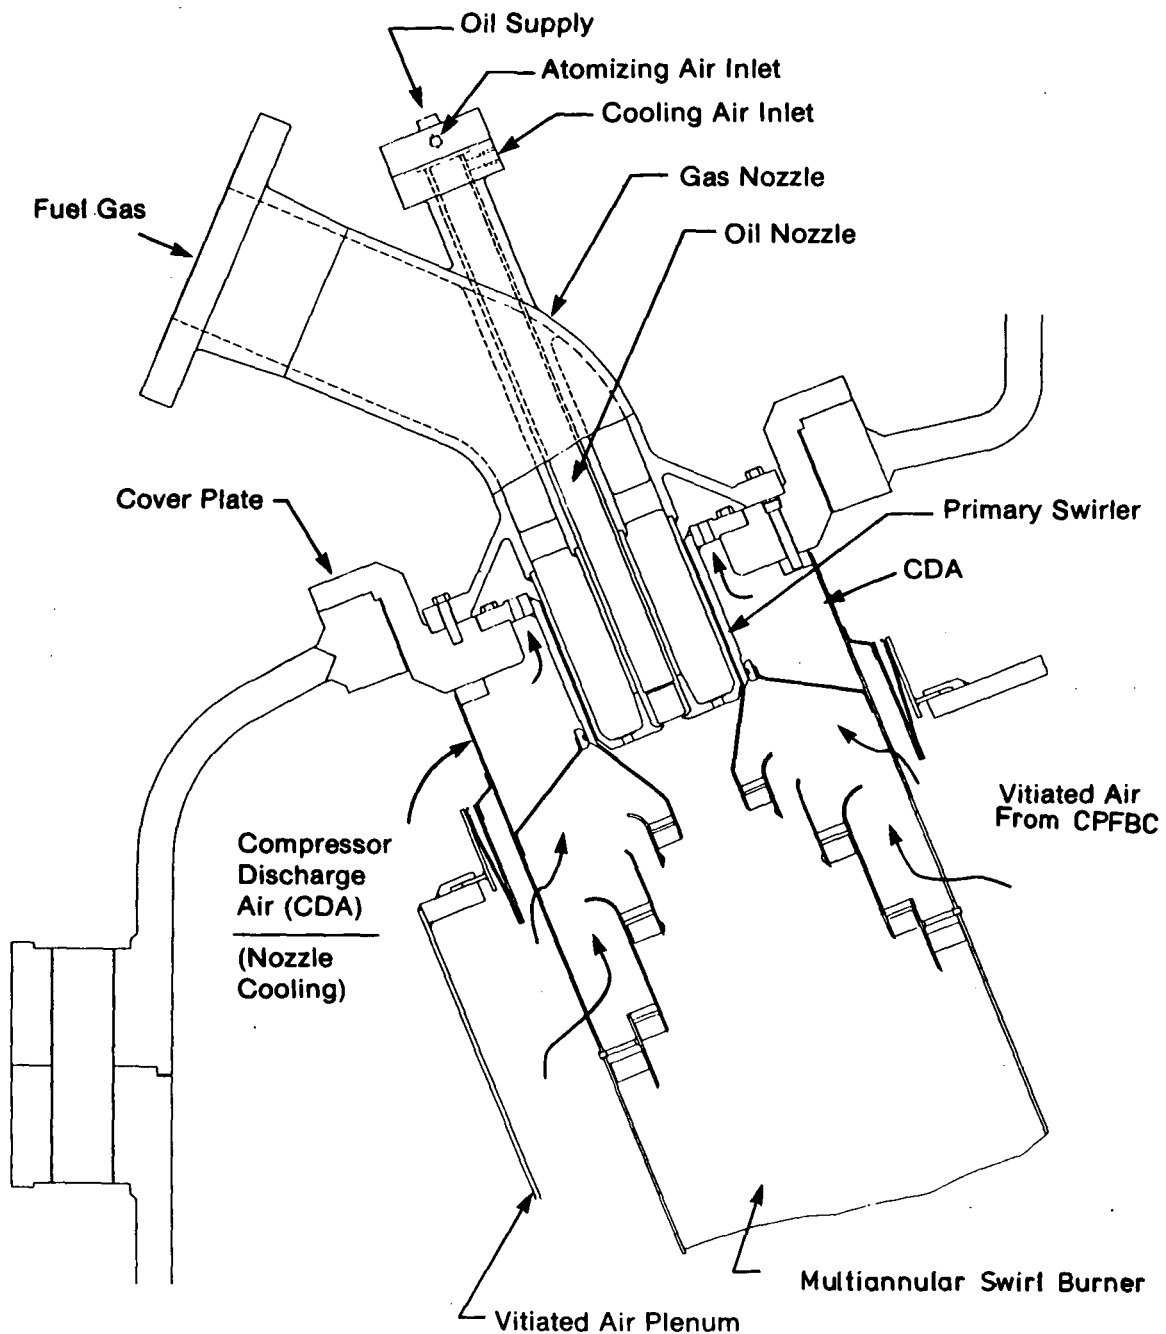 Oil Supply
Atomizing Air Inlet
Cooling Air Inlet
Gas Nozzle
Fuel Gas
Oil Nozzle
Cover Plate
Primary Swirler
CDA
Vitiated Air
From CPFBC
Compressor
Discharge
Air (CDA)
(Nozzle
Cooling)
Multiannular Swirl Burner
Vitiated Air Plenum